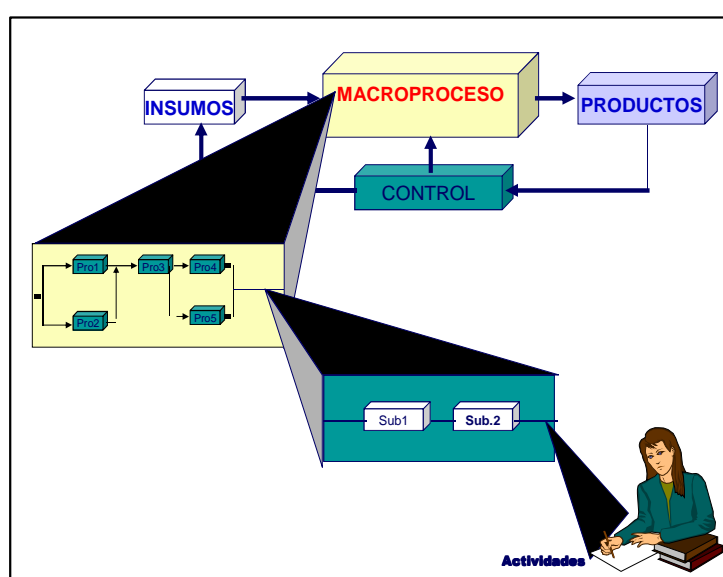 INSUMOS
MACROPROCESO
PRODUCTOS
CONTROL
Pro1
Pro3
Pro4
Pro2
Pro5
Sub1
Sub.2
Actividades